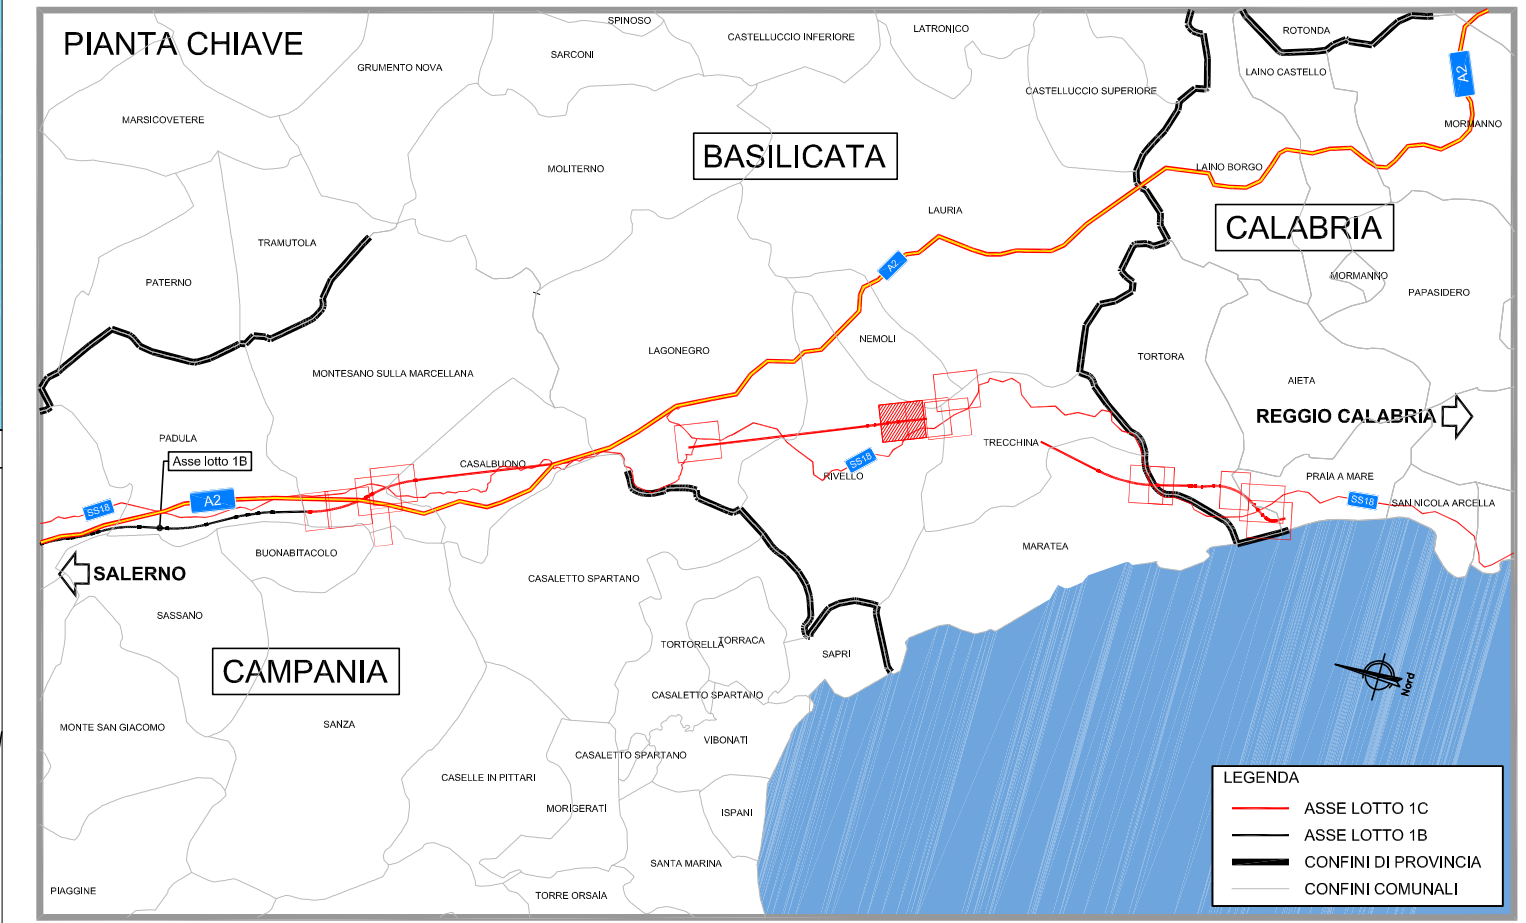 PIANTA CHIAVE
SPINOSO
SARCONI
GRUMENTO NOVA
CASTELLUCCIO INFERIORE
LATRONICO
ROTONDA
LAINO CASTELLO
A2
CASTELLUCCIO SUPERIORE
MARSICOVETERE
MORMANNO
BASILICATA
MOLITERNO
LAINO BORGO
LAURIA
CALABRIA
TRAMUTOLA
PATERNO
A2
MORMANNO
PAPASIDERO
NEMOLI
LAGONEGRO
TORTORA
MONTESANO SULLA MARCELLANA
AIETA
REGGIO CALABRIA
PADULA
TRECCHINA
Asse lotto 1B
CASALBUONO
SS18
RIVELLO
PRAIA A MARE
SS18
SAN NICOLA ARCELLA
A2
SS18
BUONABITACOLO
MARATEA
SALERNO
CASALETTO SPARTANO
SASSANO
TORTORELLA
TORRACA
SAPRI
CAMPANIA
Nord
CASALETTO SPARTANO
MONTE SAN GIACOMO
SANZA
VIBONATI
CASALETTO SPARTANO
CASELLE IN PITTARI
MORIGERATI
ISPANI
SANTA MARINA
PIAGGINE
TORRE ORSAIA
LEGENDA
ASSE LOTTO 1C
ASSE LOTTO 1B
CONFINI DI PROVINCIA
CONFINI COMUNALI